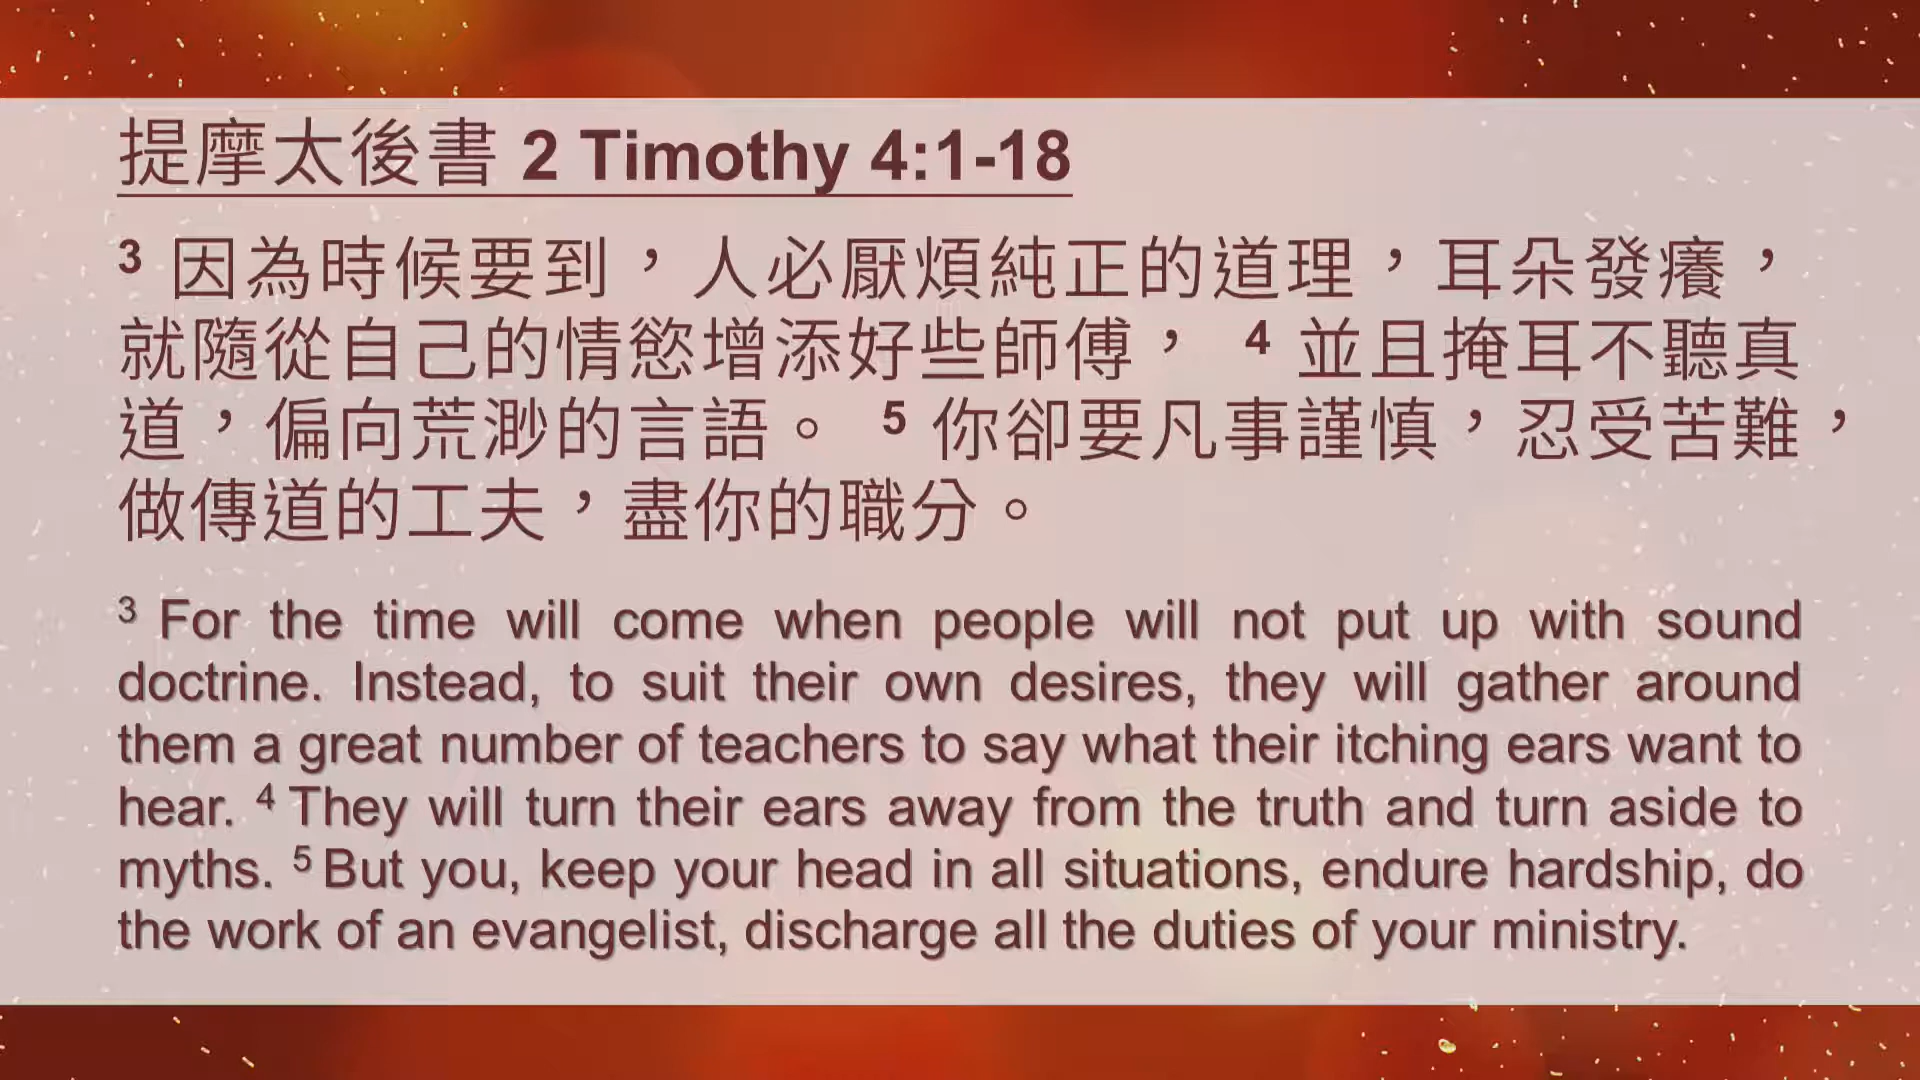 提摩太後書 2 Timothy 4:1-18
3 因為時候要到，人必厭煩純正的道理，耳朵發癢，
就隨從自己的情慾增添好些師傅， 4 並且掩耳不聽真
道，偏向荒渺的言語。 5 你卻要凡事謹慎，忍受苦難，
做傳道的工夫，盡你的職分。
3 For the time will come when people will not put up with sound
doctrine. Instead, to suit their own desires, they will gather around
them a great number of teachers to say what their itching ears want to
hear. 4 They will turn their ears away from the truth and turn aside to
myths. 5 But you, keep your head in all situations, endure hardship, do
the work of an evangelist, discharge all the duties of your ministry.